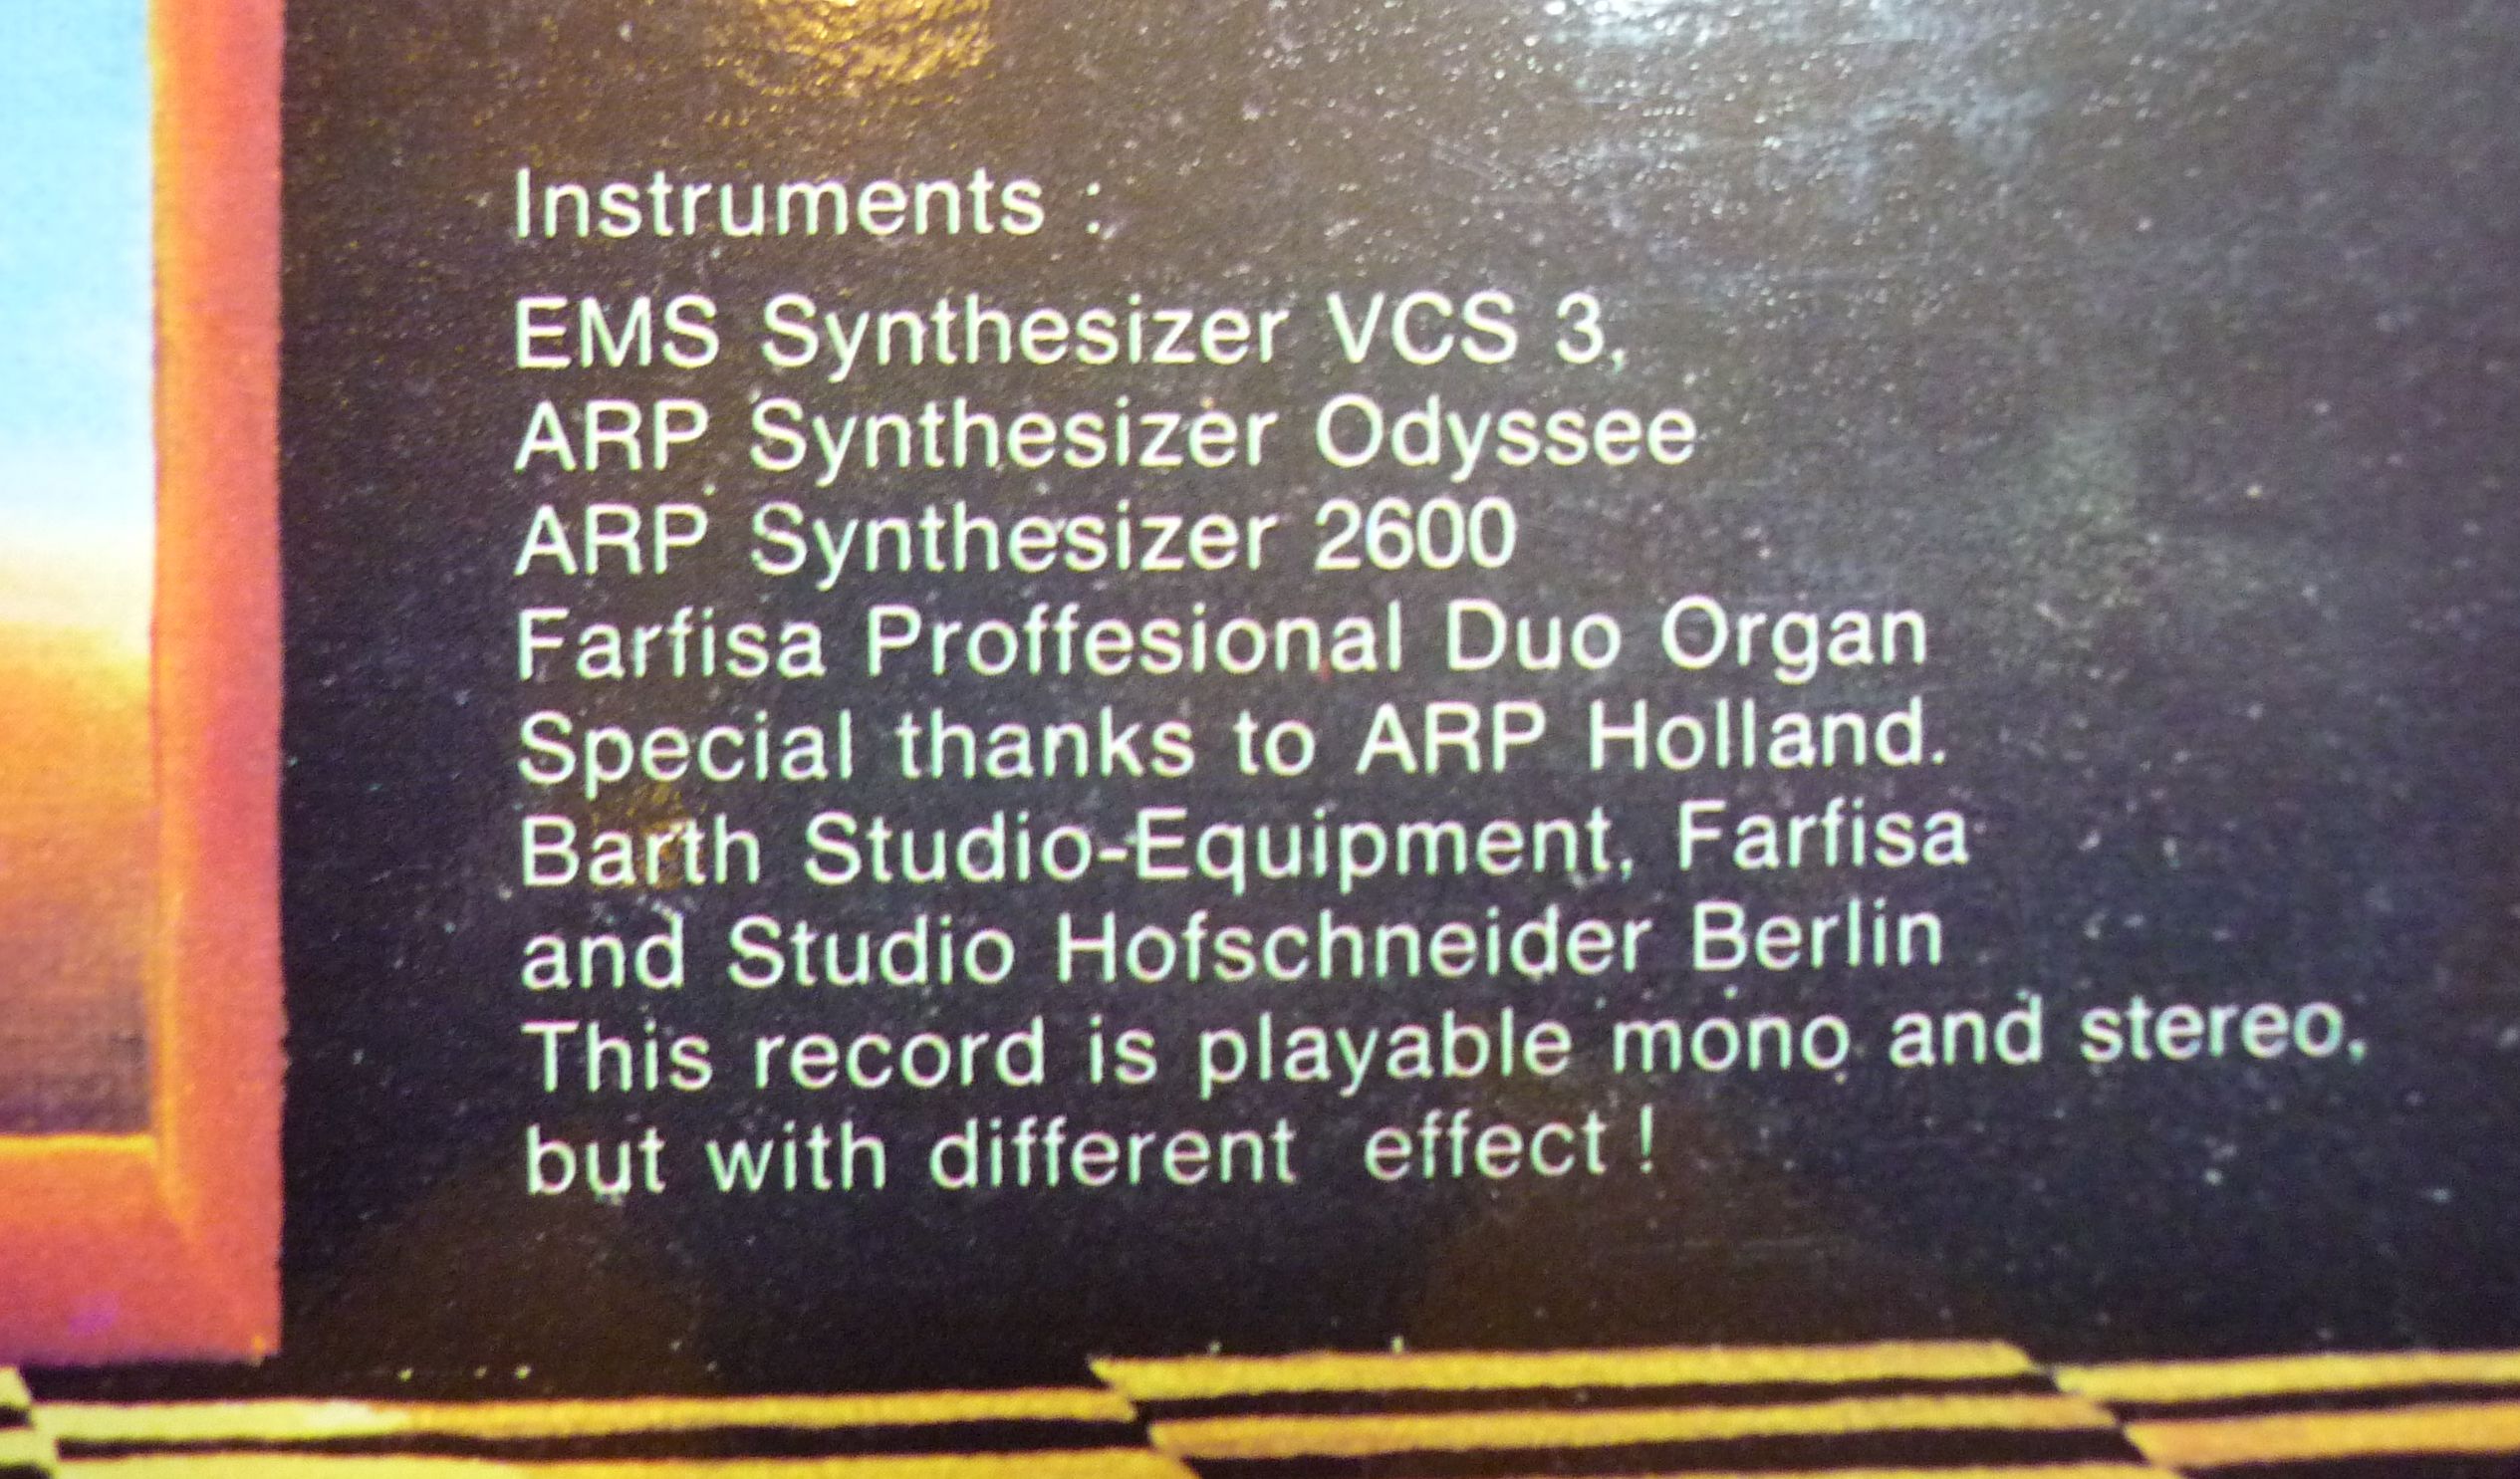 Instruments :
EMS Synthesizer VCS 3,
ARP Synthesizer Odyssee
ARP Synthesizer 2600
Farfisa Proffesional Duo Organ
Special thanks to ARP Holland.
Barth Studio-Equipment, Farfisa
and Studio Hofschneider Berlin
This record is playable mono and stereo,
but with different effect !